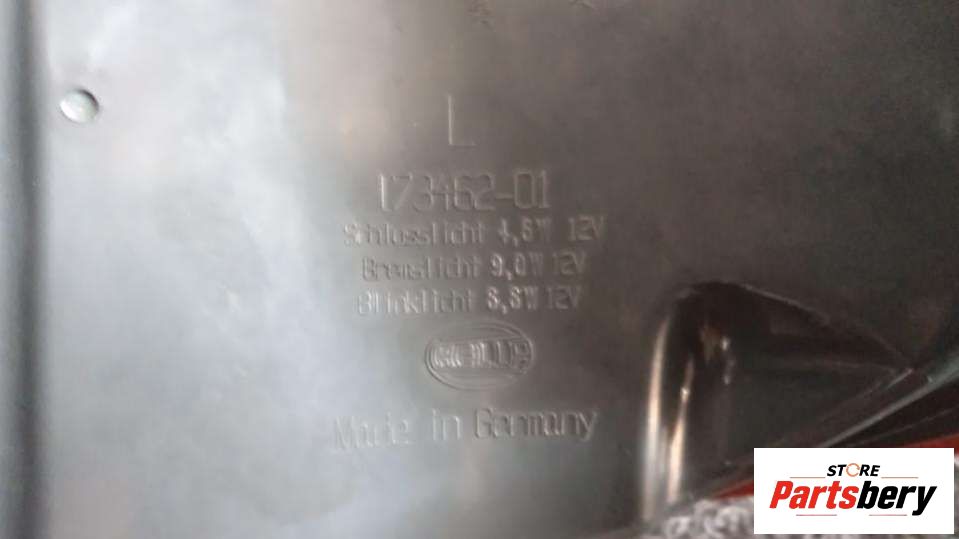 L
173462-01
Schlusslicht 4,8W 12V
Bremslicht 9,0W 12V
Blinklicht 8,8W 12V
HELLA
Made in Germany
STORE
Partsbery